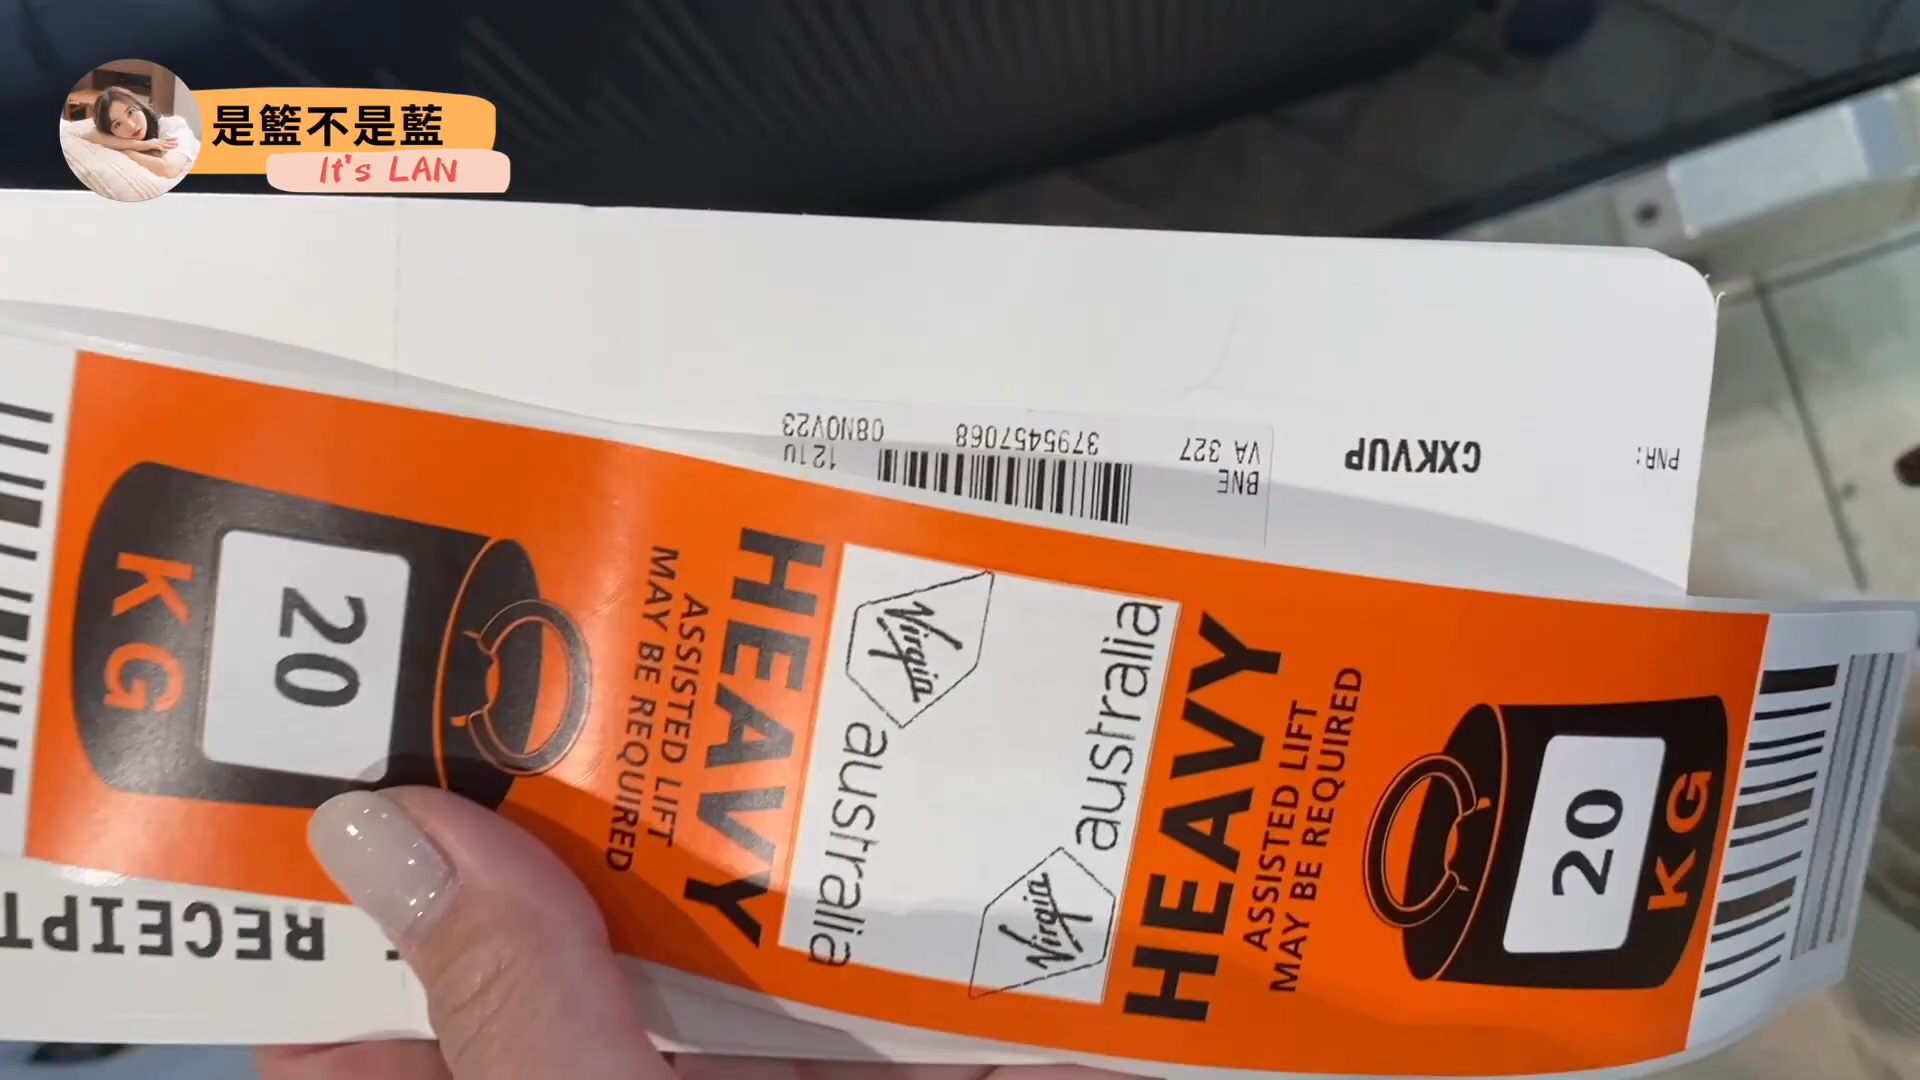 是籃不是藍
It's LAN
PNR: CXKVUP
BNE
VA 327 3795457068 08NOV23
KG
20
HEAVY
ASSISTED LIFT
MAY BE REQUIRED
Virgin australia
Virgin australia
HEAVY
ASSISTED LIFT
MAY BE REQUIRED
20
KG
RECEIPT